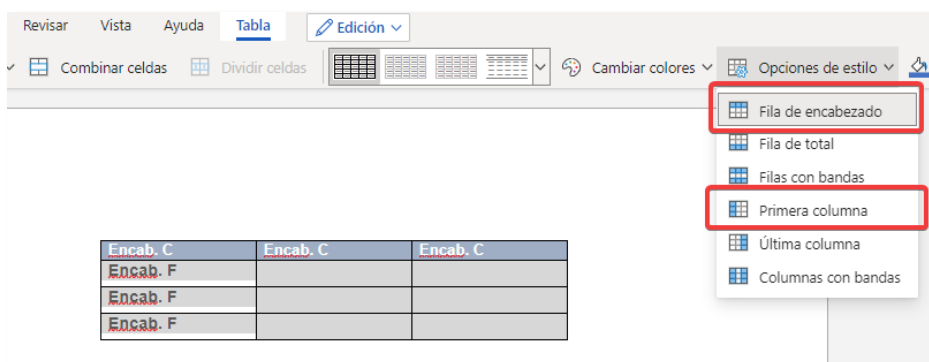 Revisar Vista Ayuda Tabla Edición
Combinar celdas Dividir celdas Cambiar colores Opciones de estilo
Fila de encabezado
Fila de total
Filas con bandas
Primera columna
Última columna
Columnas con bandas
Encab. C Encab. C Encab. C
Encab. F
Encab. F
Encab. F